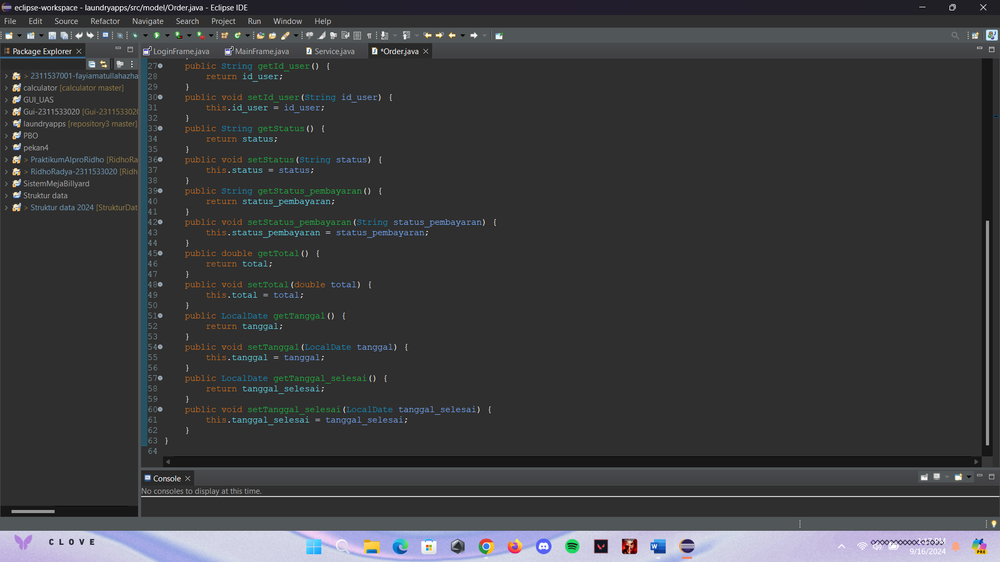 eclipse-workspace - laundryapps/src/model/Order.java - Eclipse IDE
File Edit Source Refactor Navigate Search Project Run Window Help
Package Explorer
LoginFrame.java MainFrame.java Service.java *Order.java
> 2311537001-fayiamatullahazha
calculator [calculator master]
GUI_UAS
Gui-2311533020 [Gui-2311533020
laundryapps [repository3 master]
PBO
pekan4
> PraktikumAlproRidho [RidhoRa
> RidhoRadya-2311533020 [Ridh
SistemMejaBillyard
Struktur data
> Struktur data 2024 [StrukturDat
27 public String getId_user() {
28 return id_user;
29 }
30 public void setId_user(String id_user) {
31 this.id_user = id_user;
32 }
33 public String getStatus() {
34 return status;
35 }
36 public void setStatus(String status) {
37 this.status = status;
38 }
39 public String getStatus_pembayaran() {
40 return status_pembayaran;
41 }
42 public void setStatus_pembayaran(String status_pembayaran) {
43 this.status_pembayaran = status_pembayaran;
44 }
45 public double getTotal() {
46 return total;
47 }
48 public void setTotal(double total) {
49 this.total = total;
50 }
51 public LocalDate getTanggal() {
52 return tanggal;
53 }
54 public void setTanggal(LocalDate tanggal) {
55 this.tanggal = tanggal;
56 }
57 public LocalDate getTanggal_selesai() {
58 return tanggal_selesai;
59 }
60 public void setTanggal_selesai(LocalDate tanggal_selesai) {
61 this.tanggal_selesai = tanggal_selesai;
62 }
63 }
64
Console
No consoles to display at this time.
CLOVE
1:17 PM
9/16/2024
PRE